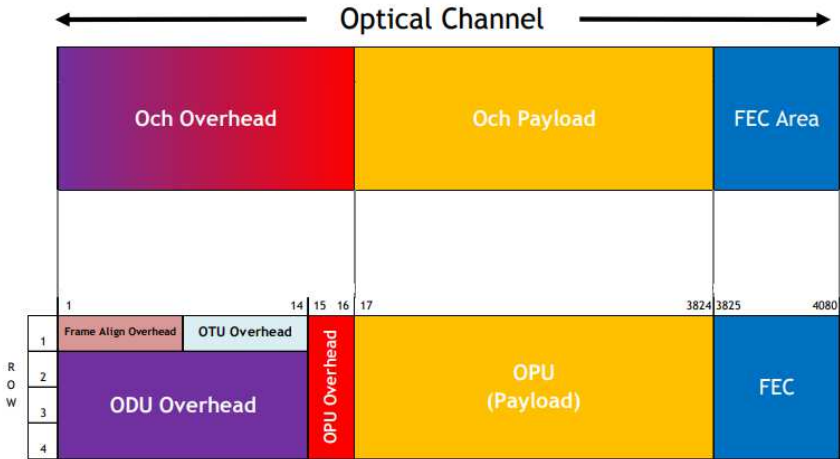 Optical Channel
Och Overhead
Och Payload
FEC Area
1 14 15 16 17 3824 3825 4080
ROW
1
2
3
4
Frame Align Overhead
OTU Overhead
ODU Overhead
OPU Overhead
OPU
(Payload)
FEC